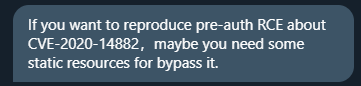 If you want to reproduce pre-auth RCE about
CVE-2020-14882，maybe you need some
static resources for bypass it.